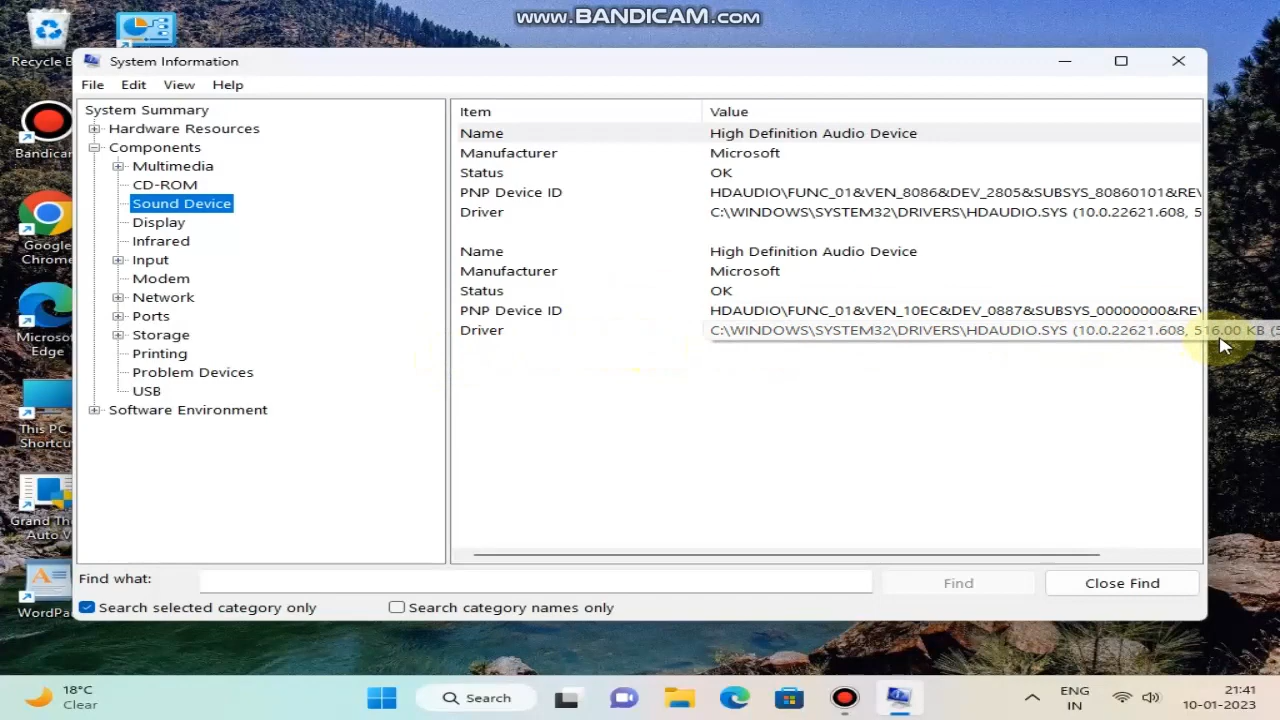 www.BANDICAM.com
Recycle B
System Information
File Edit View Help
System Summary
Hardware Resources
Components
Multimedia
CD-ROM
Sound Device
Display
Infrared
Input
Modem
Network
Ports
Storage
Printing
Problem Devices
USB
Software Environment
Item Value
Name High Definition Audio Device
Manufacturer Microsoft
Status OK
PNP Device ID HDAUDIO\FUNC_01&VEN_8086&DEV_2805&SUBSYS_80860101&RE
Driver C:\WINDOWS\SYSTEM32\DRIVERS\HDAUDIO.SYS (10.0.22621.608, 5
Name High Definition Audio Device
Manufacturer Microsoft
Status OK
PNP Device ID HDAUDIO\FUNC_01&VEN_10EC&DEV_0887&SUBSYS_00000000&RE
Driver C:\WINDOWS\SYSTEM32\DRIVERS\HDAUDIO.SYS (10.0.22621.608, 516.00 KB (5
Find what: Find Close Find
Search selected category only Search category names only
Bandicam
Google
Chrome
Microso
Edge
This PC
Shortcu
Grand The
Auto V
WordPa
18°C
Clear
Search
ENG
IN
21:41
10-01-2023